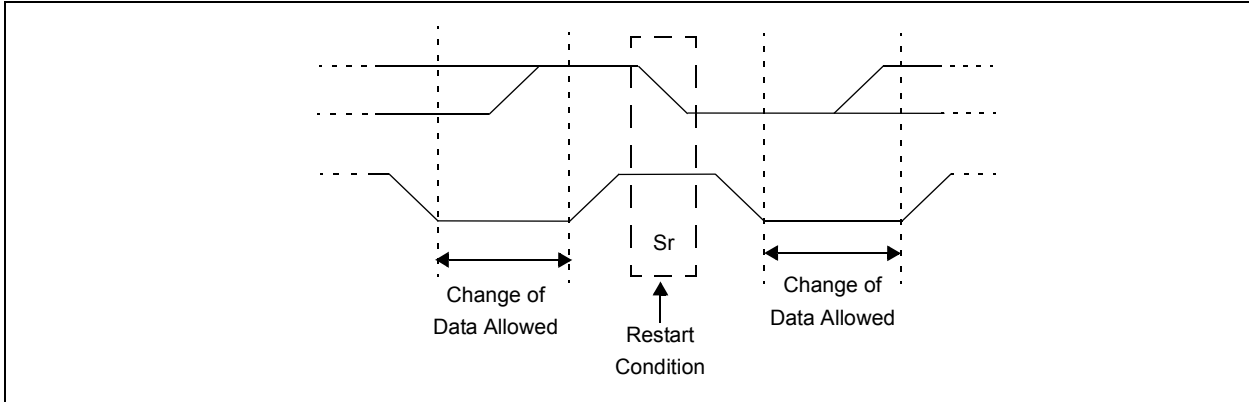 Sr
Change of
Data Allowed
Restart
Condition
Change of
Data Allowed